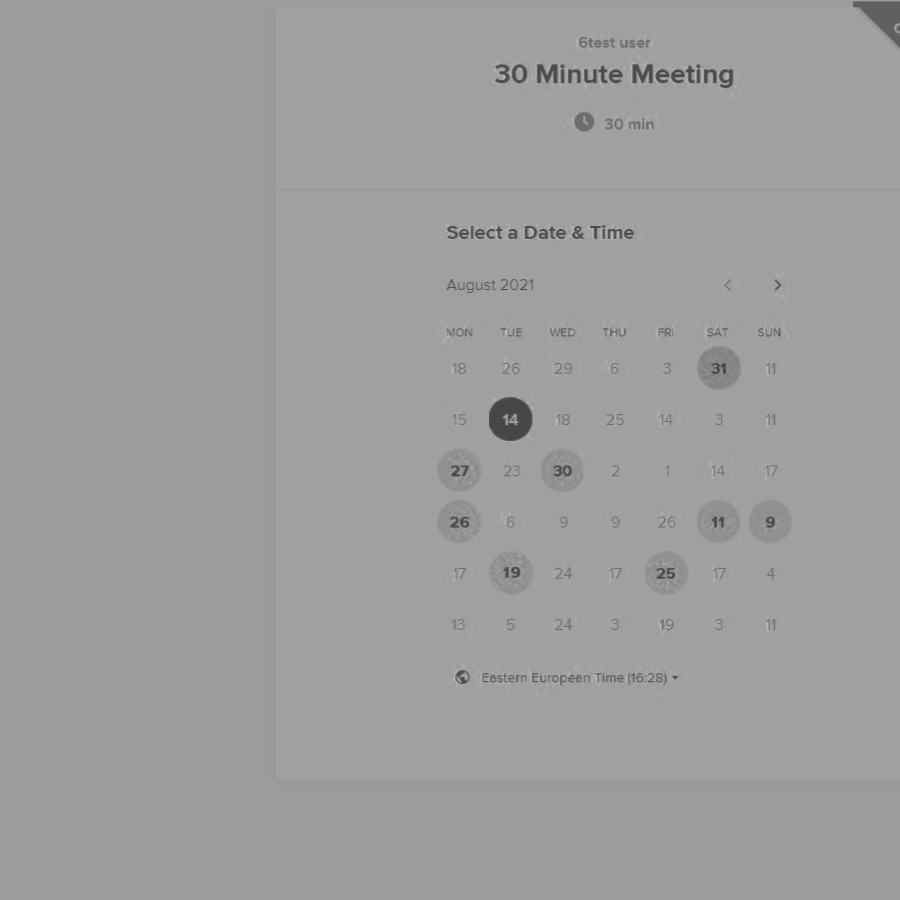 6test user
30 Minute Meeting
30 min
Select a Date & Time
August 2021
MON TUE WED THU FRI SAT SUN
18 26 29 6 3 31 11
15 14 18 25 14 3 11
27 23 30 2 1 14 17
26 6 9 9 26 11 9
17 19 24 17 25 17 4
13 5 24 3 19 3 11
Eastern European Time (16:28)